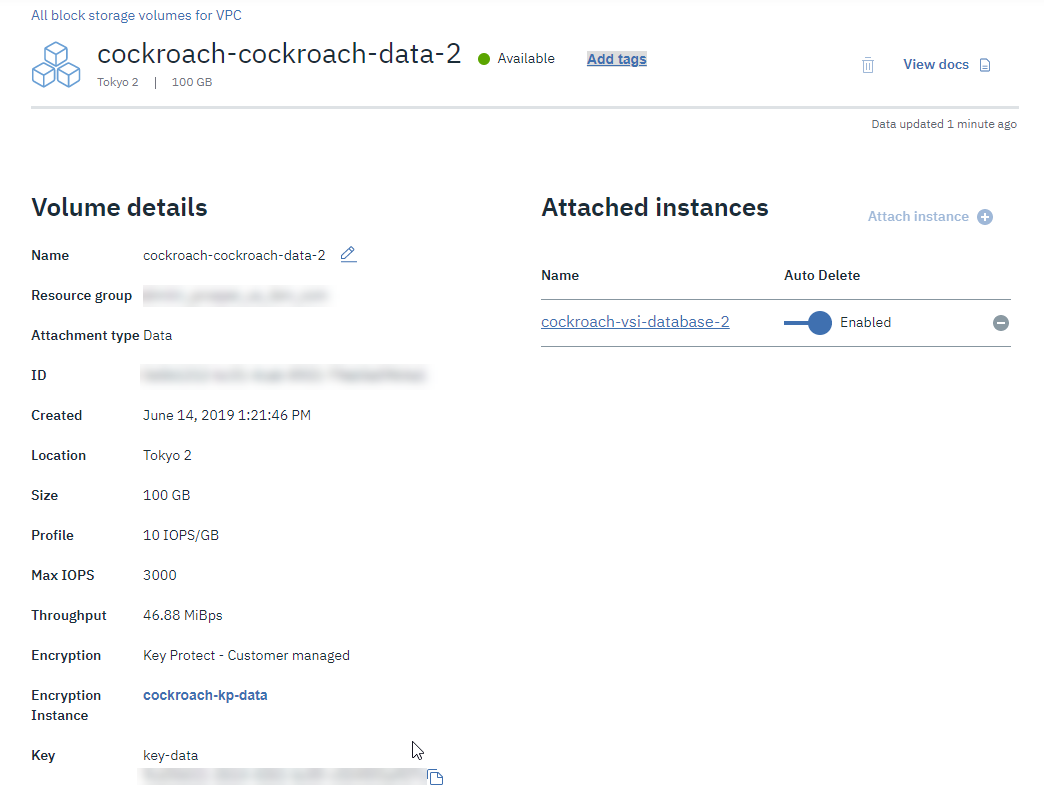 All block storage volumes for VPC
cockroach-cockroach-data-2 Available Add tags
Tokyo 2 | 100 GB
View docs
Data updated 1 minute ago
Volume details
Name cockroach-cockroach-data-2
Resource group
Attachment type Data
ID
Created June 14, 2019 1:21:46 PM
Location Tokyo 2
Size 100 GB
Profile 10 IOPS/GB
Max IOPS 3000
Throughput 46.88 MiBps
Encryption Key Protect - Customer managed
Encryption Instance cockroach-kp-data
Key key-data
Attached instances
Attach instance
Name Auto Delete
cockroach-vsi-database-2 Enabled